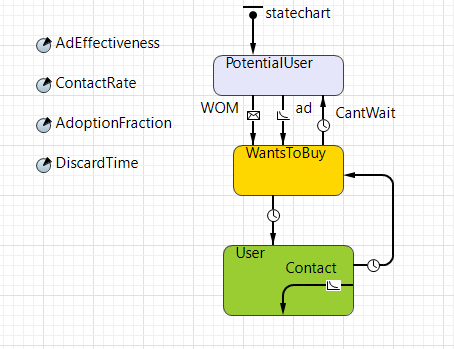 statechart
AdEffectiveness
PotentialUser
ContactRate
WOM
ad
CantWait
AdoptionFraction
WantsToBuy
DiscardTime
User
Contact